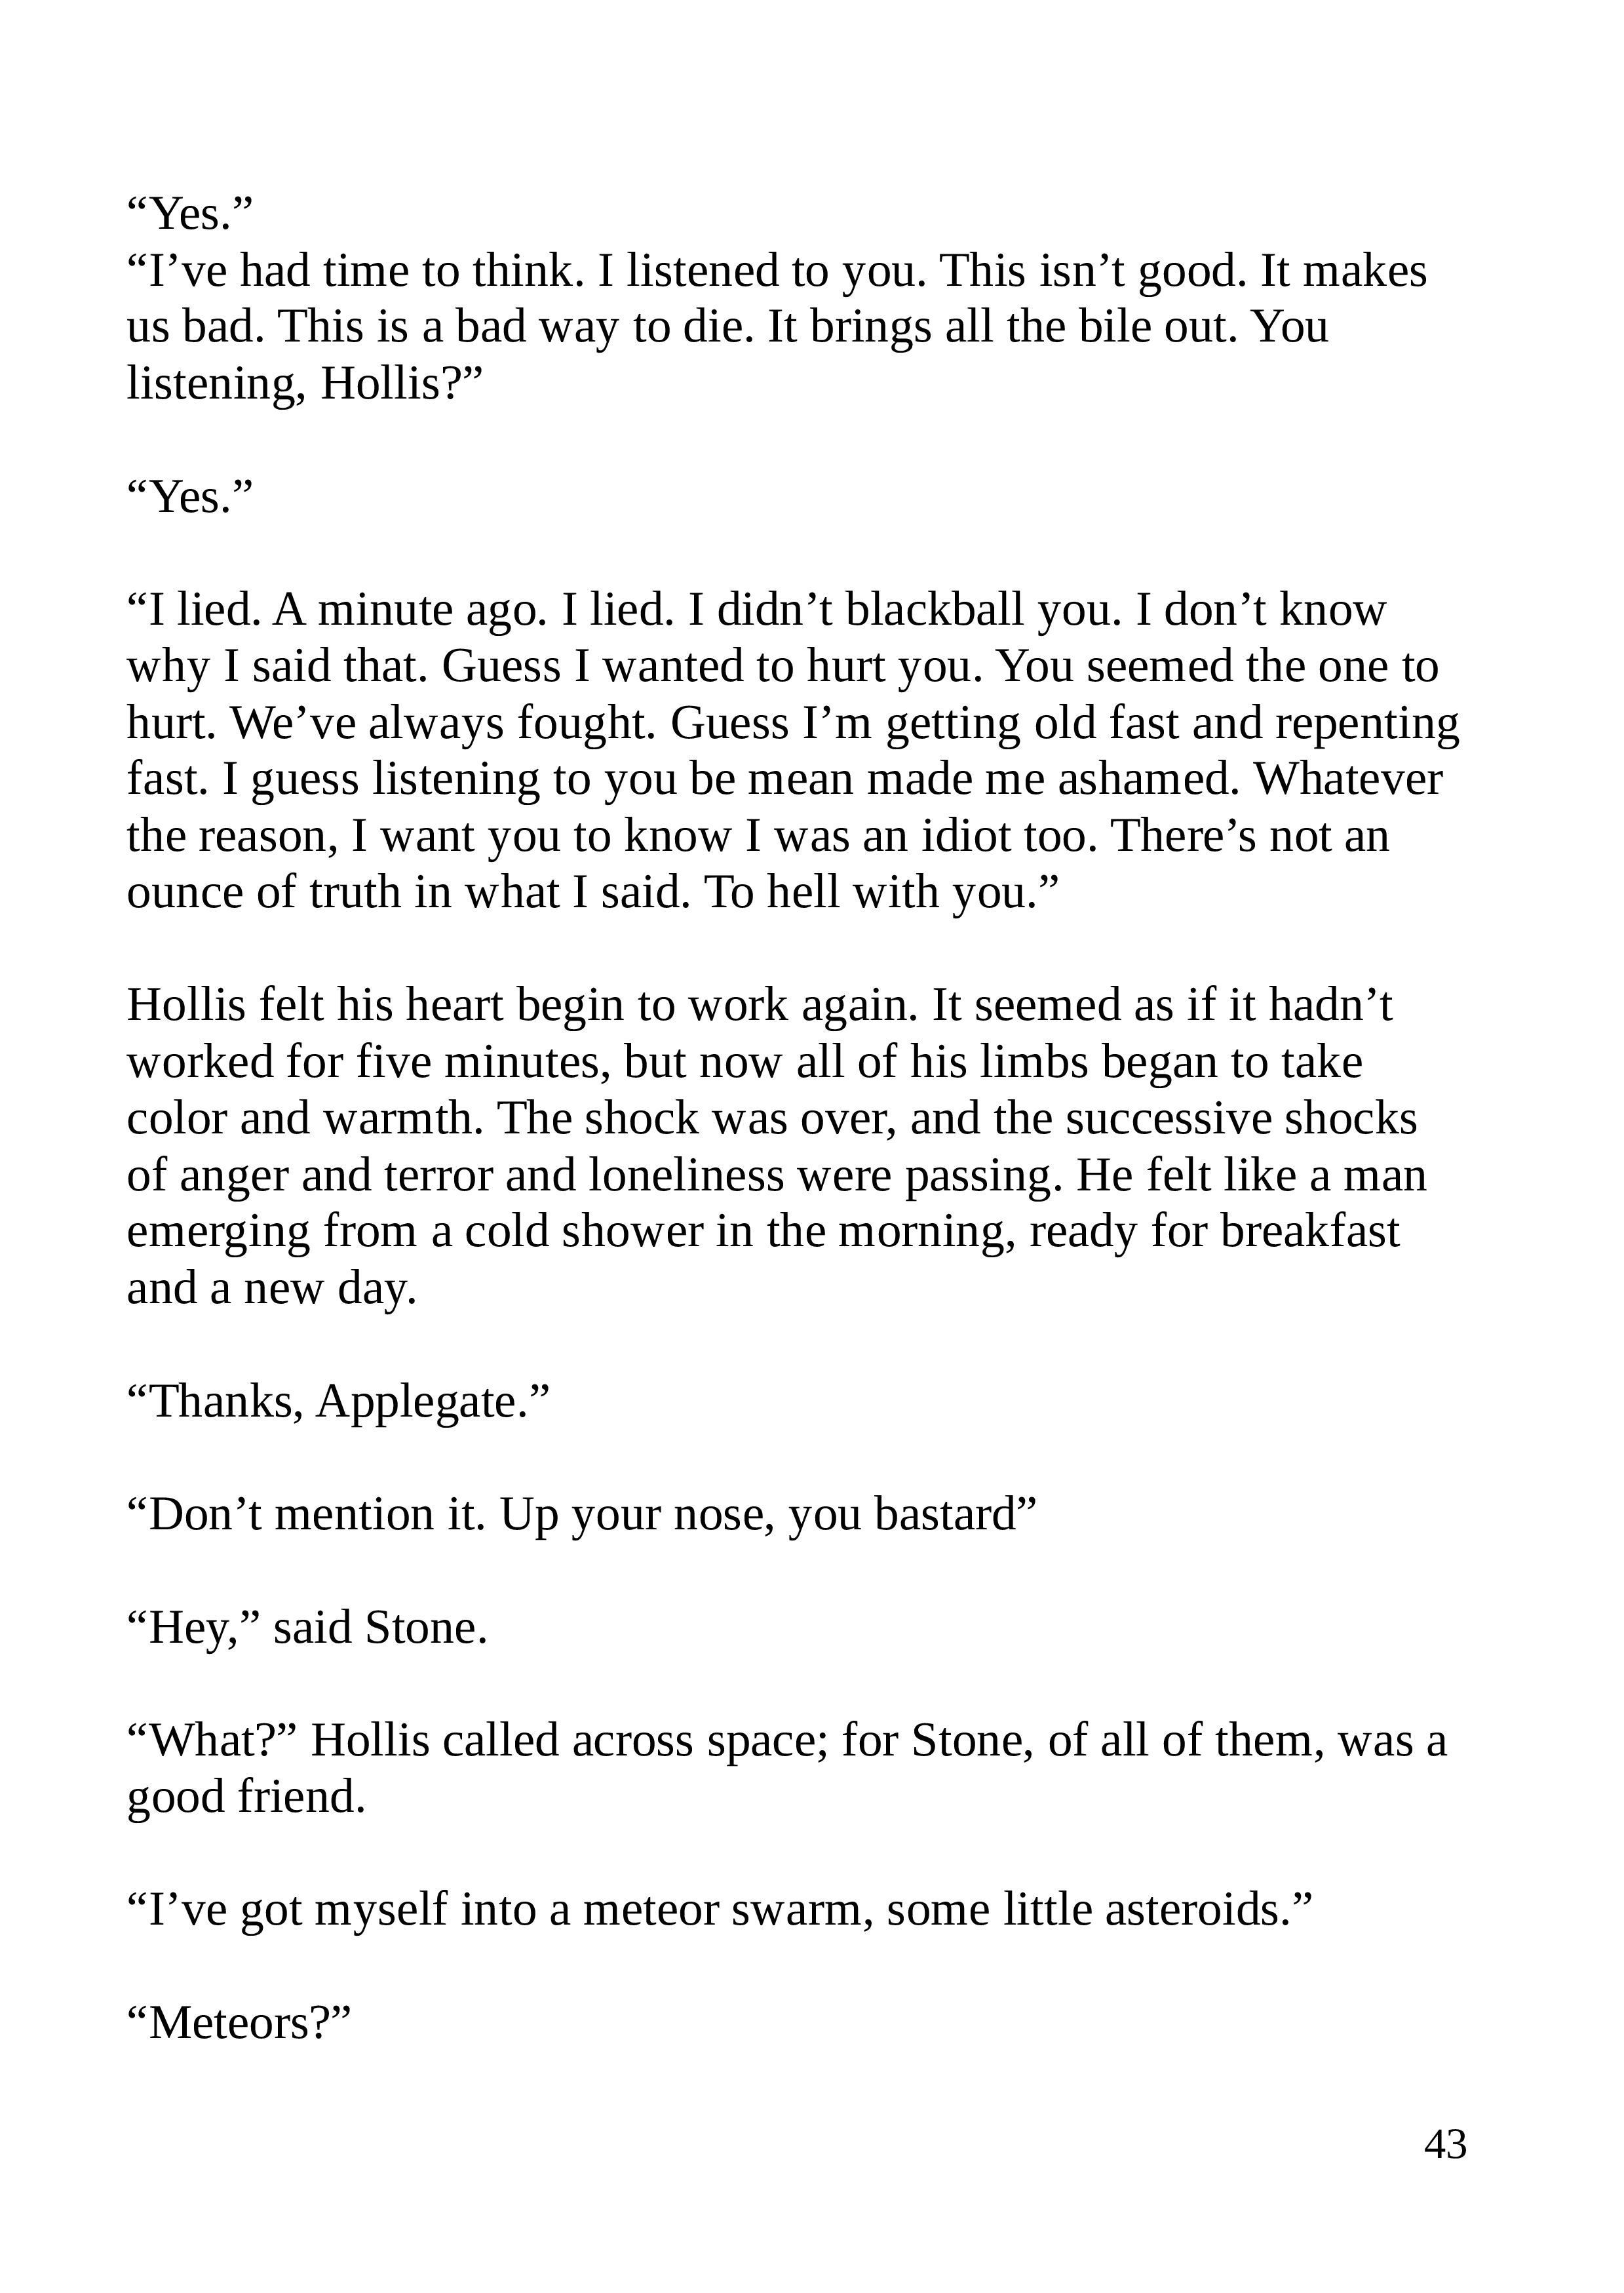 “Yes.”
“I’ve had time to think. I listened to you. This isn’t good. It makes
us bad. This is a bad way to die. It brings all the bile out. You
listening, Hollis?”
“Yes.”
“I lied. A minute ago. I lied. I didn’t blackball you. I don’t know
why I said that. Guess I wanted to hurt you. You seemed the one to
hurt. We’ve always fought. Guess I’m getting old fast and repenting
fast. I guess listening to you be mean made me ashamed. Whatever
the reason, I want you to know I was an idiot too. There’s not an
ounce of truth in what I said. To hell with you.”
Hollis felt his heart begin to work again. It seemed as if it hadn’t
worked for five minutes, but now all of his limbs began to take
color and warmth. The shock was over, and the successive shocks
of anger and terror and loneliness were passing. He felt like a man
emerging from a cold shower in the morning, ready for breakfast
and a new day.
“Thanks, Applegate.”
“Don’t mention it. Up your nose, you bastard”
“Hey,” said Stone.
“What?” Hollis called across space; for Stone, of all of them, was a
good friend.
“I’ve got myself into a meteor swarm, some little asteroids.”
“Meteors?”
43